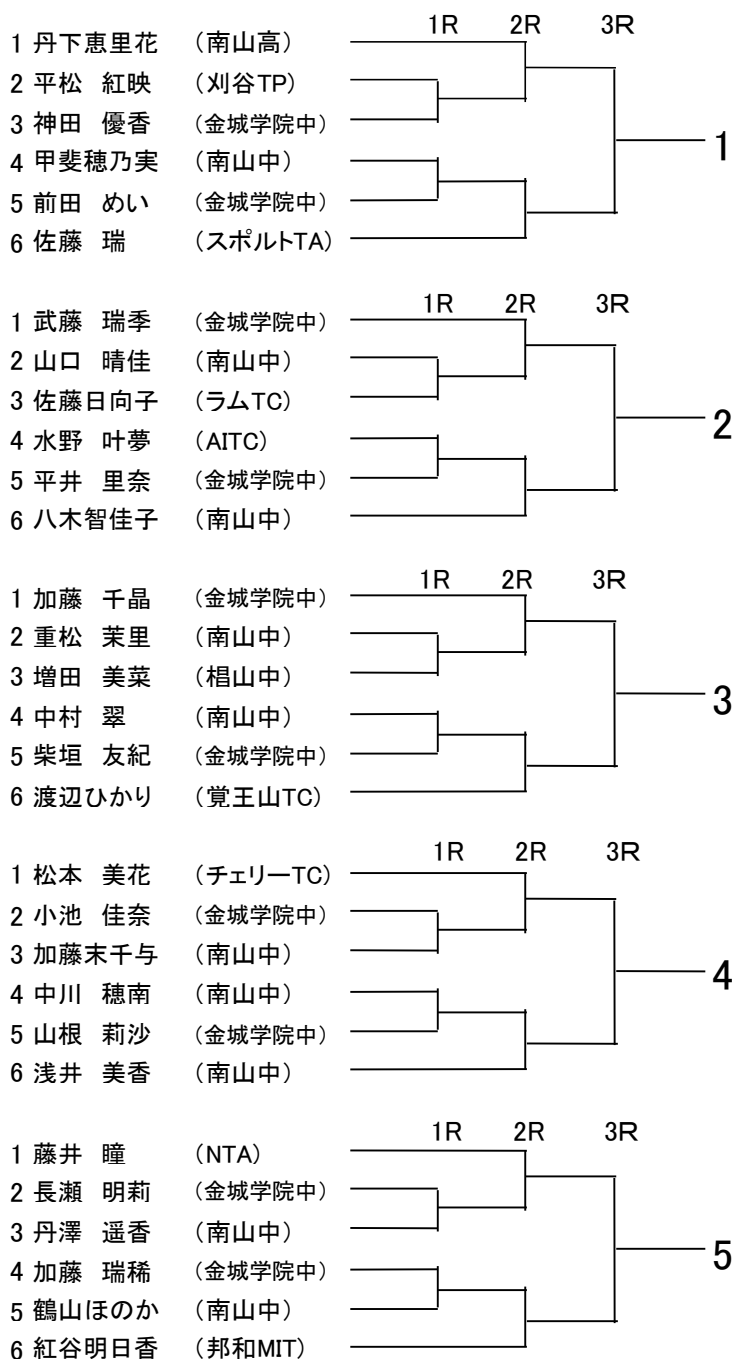 1R 2R 3R
1 丹下恵里花 (南山高)
2 平松 紅映 (刈谷TP)
3 神田 優香 (金城学院中)
1
4 甲斐穂乃実 (南山中)
5 前田 めい (金城学院中)
6 佐藤 瑞 (スポルトTA)
1R 2R 3R
1 武藤 瑞季 (金城学院中)
2 山口 晴佳 (南山中)
3 佐藤日向子 (ラムTC)
2
4 水野 叶夢 (AITC)
5 平井 里奈 (金城学院中)
6 八木智佳子 (南山中)
1R 2R 3R
1 加藤 千晶 (金城学院中)
2 重松 茉里 (南山中)
3 増田 美菜 (椙山中)
3
4 中村 翠 (南山中)
5 柴垣 友紀 (金城学院中)
6 渡辺ひかり (覚王山TC)
1R 2R 3R
1 松本 美花 (チェリーTC)
2 小池 佳奈 (金城学院中)
3 加藤末千与 (南山中)
4
4 中川 穂南 (南山中)
5 山根 莉沙 (金城学院中)
6 浅井 美香 (南山中)
1R 2R 3R
1 藤井 瞳 (NTA)
2 長瀬 明莉 (金城学院中)
3 丹澤 遥香 (南山中)
5
4 加藤 瑞稀 (金城学院中)
5 鶴山ほのか (南山中)
6 紅谷明日香 (邦和MIT)